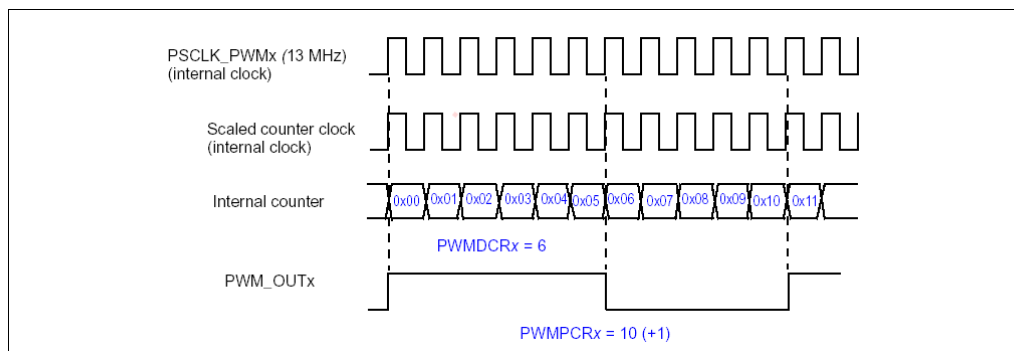 PSCLK_PWMx (13 MHz)
(internal clock)
Scaled counter clock
(internal clock)
Internal counter
0x00 0x01 0x02 0x03 0x04 0x05 0x06 0x07 0x08 0x09 0x10 0x11
PWMDCRx = 6
PWM_OUTx
PWMPCRx = 10 (+1)